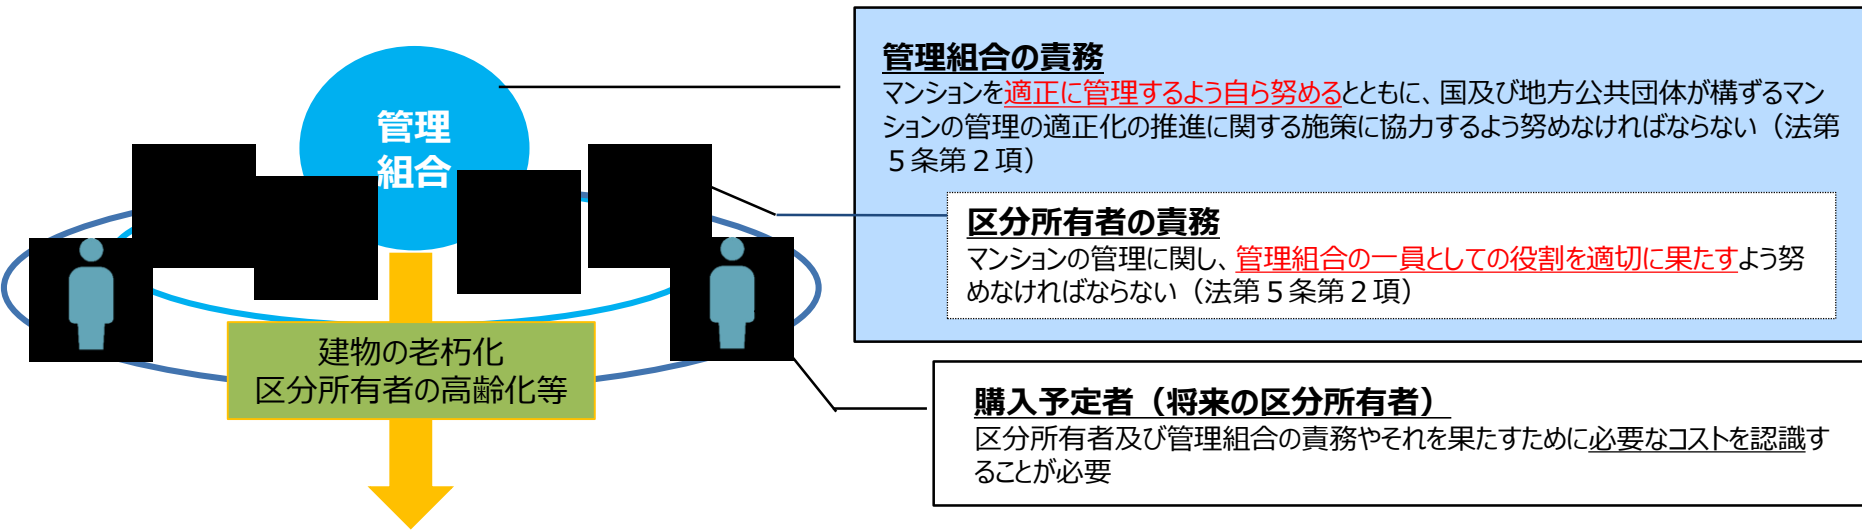 管理
組合
建物の老朽化
区分所有者の高齢化等
管理組合の責務
マンションを適正に管理するよう自ら努めるとともに、国及び地方公共団体が構ずるマン
ションの管理の適正化の推進に関する施策に協力するよう努めなければならない（法第
５条第２項）
区分所有者の責務
マンションの管理に関し、管理組合の一員としての役割を適切に果たすよう努
めなければならない（法第５条第２項）
購入予定者（将来の区分所有者）
区分所有者及び管理組合の責務やそれを果たすために必要なコストを認識す
ることが必要